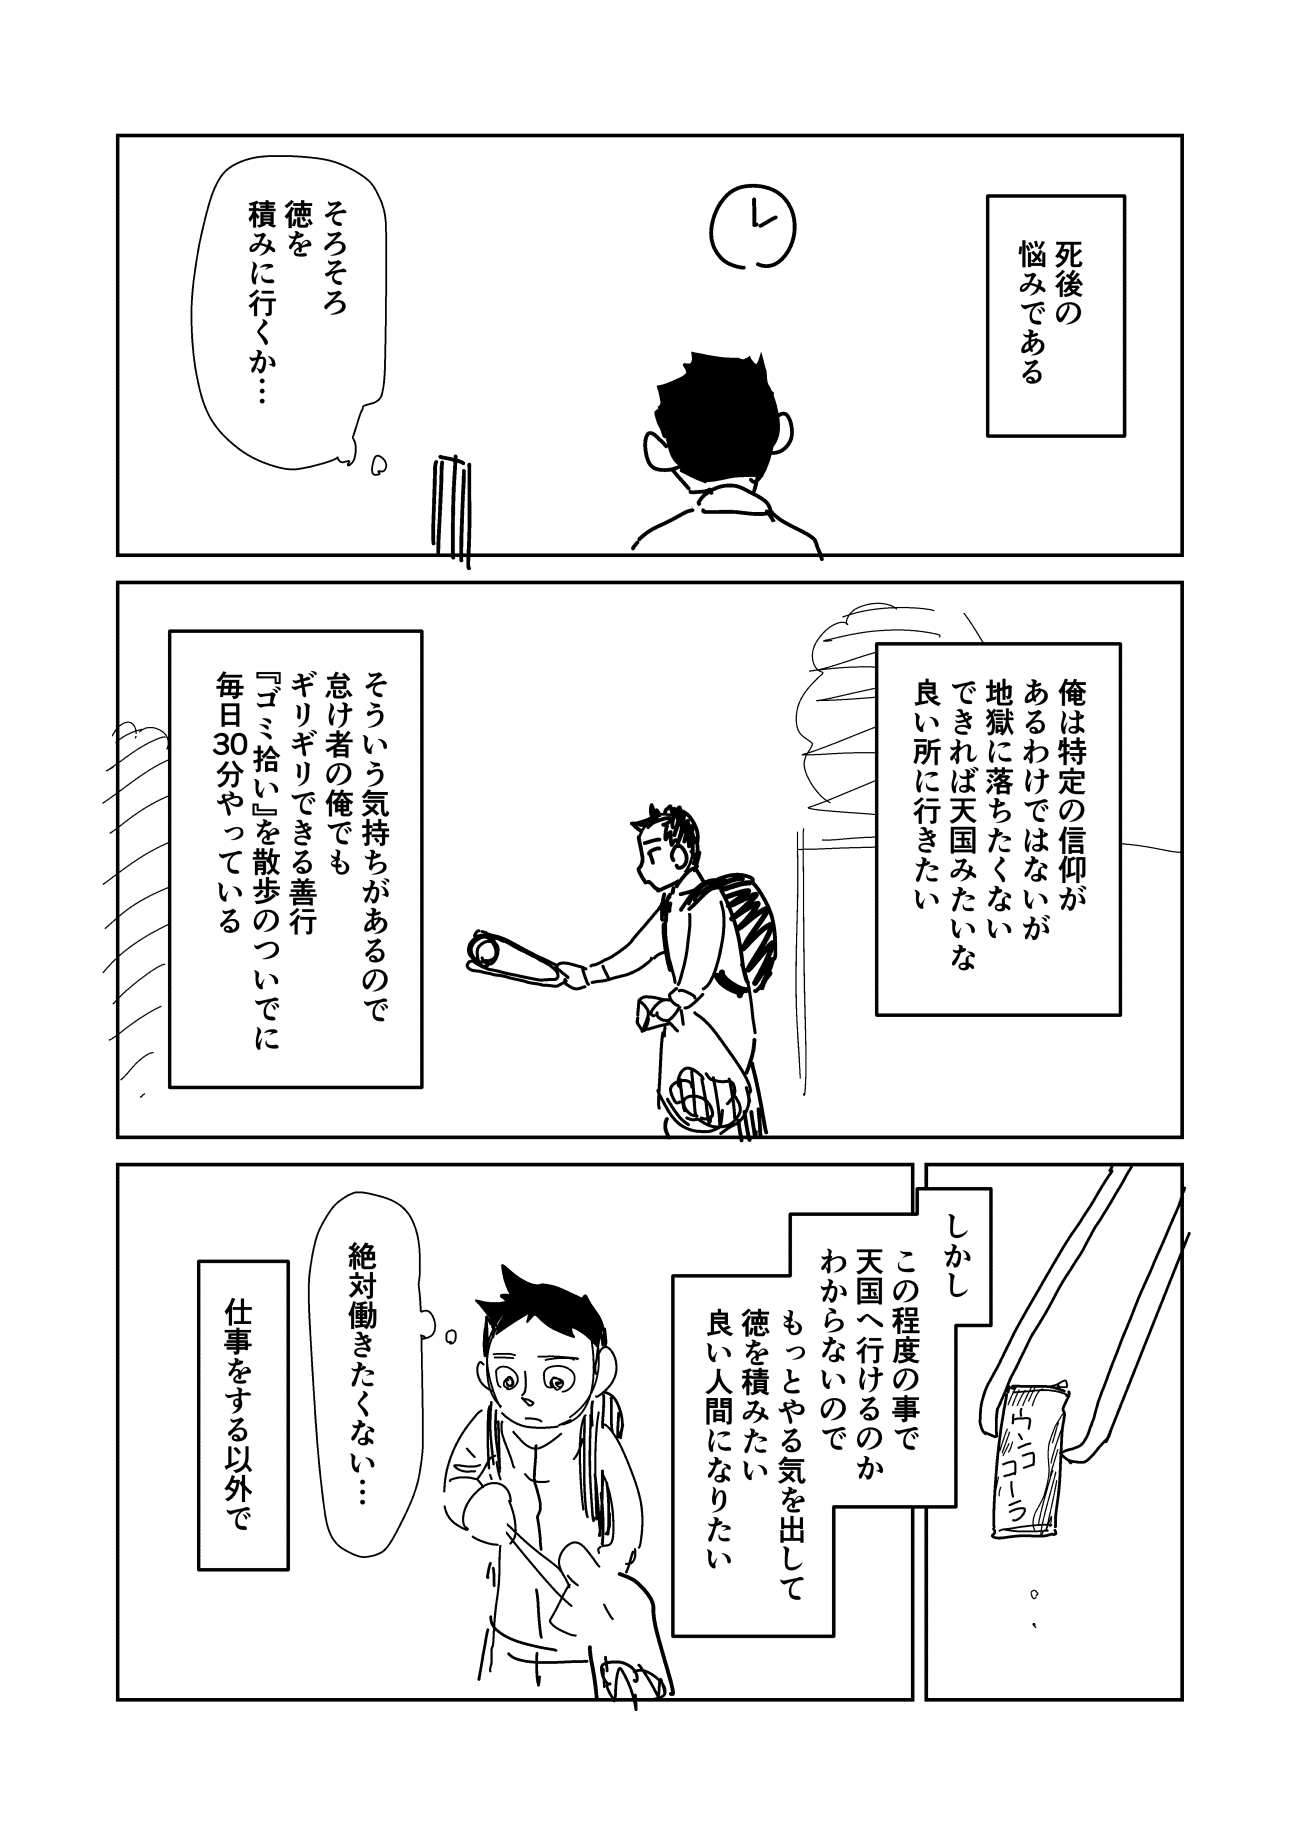 死後の
悩みである
そろそろ
徳を
積みに行くか…
俺は特定の信仰が
あるわけではないが
地獄に落ちたくない
できれば天国みたいな
良い所に行きたい
そういう気持ちがあるので
怠け者の俺でも
ギリギリできる善行
『ゴミ拾い』を散歩のついでに
毎日30分やっている
ウンコ
コーラ
しかし
この程度の事で
天国へ行けるのか
わからないので
もっとやる気を出して
徳を積みたい
良い人間になりたい
絶対働きたくない…
仕事をする以外で